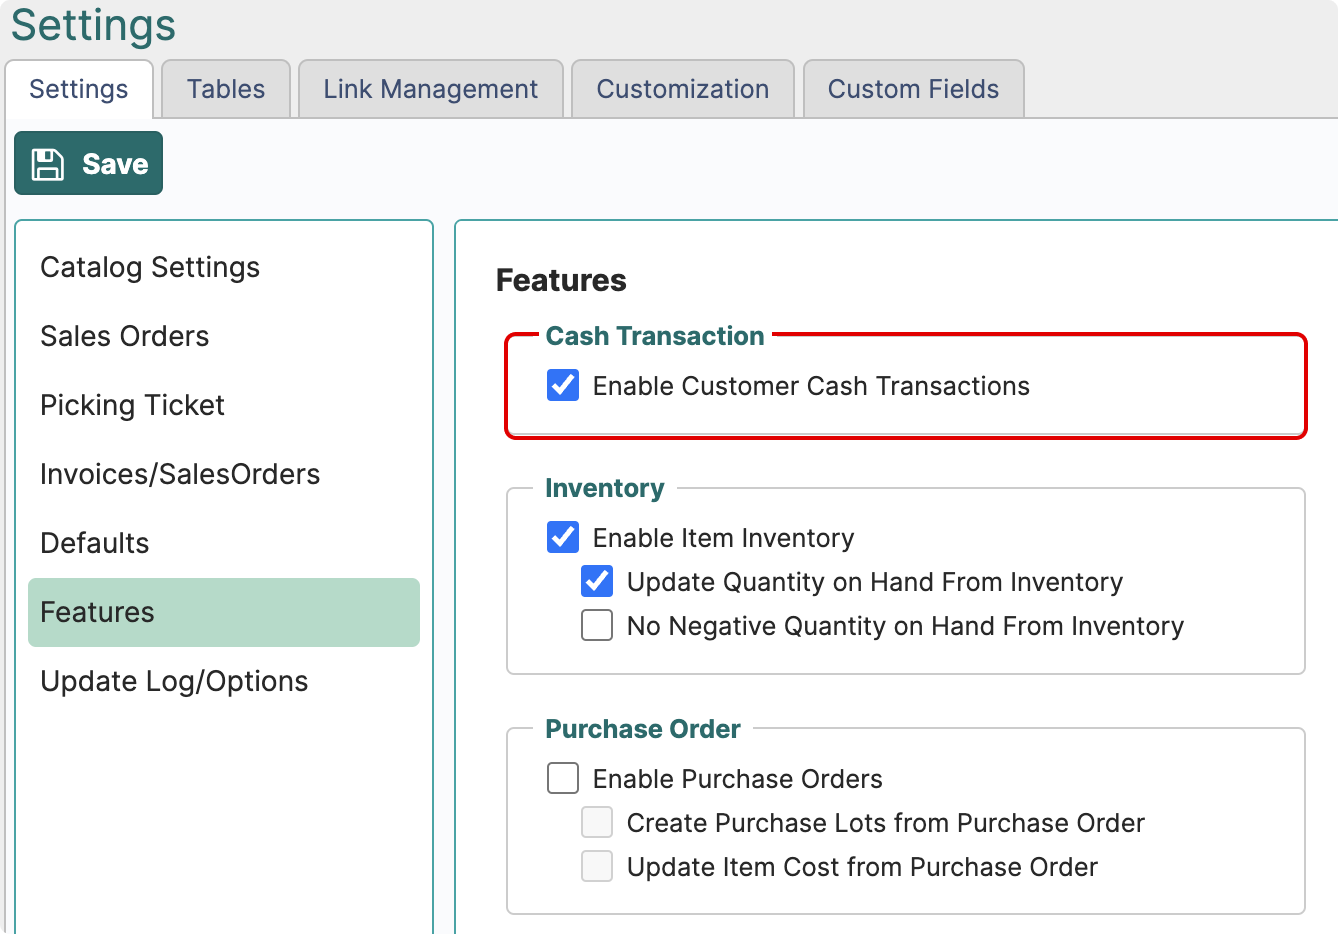 Settings
Settings
Tables
Link Management
Customization
Custom Fields
Save
Catalog Settings
Sales Orders
Picking Ticket
Invoices/SalesOrders
Defaults
Features
Update Log/Options
Features
Cash Transaction
Enable Customer Cash Transactions
Inventory
Enable Item Inventory
Update Quantity on Hand From Inventory
No Negative Quantity on Hand From Inventory
Purchase Order
Enable Purchase Orders
Create Purchase Lots from Purchase Order
Update Item Cost from Purchase Order